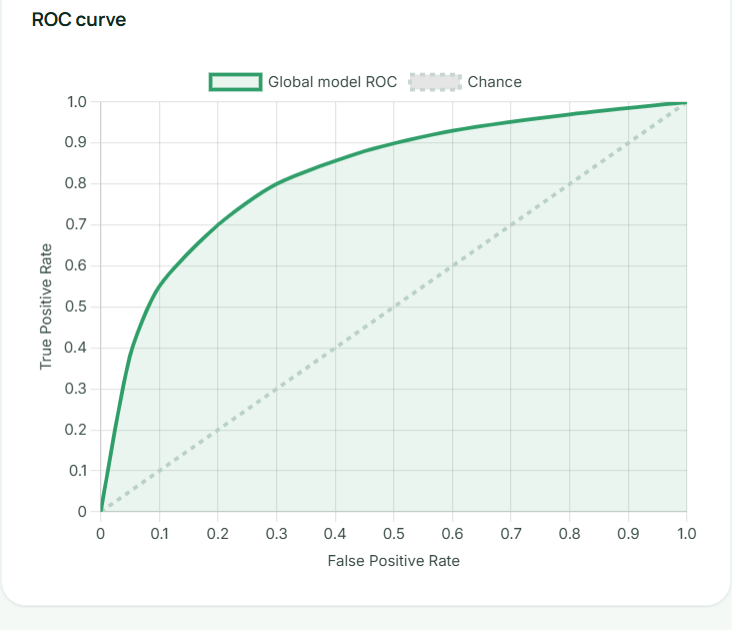 ROC curve
Global model ROC Chance
1.0
0.9
0.8
0.7
0.6
0.5
0.4
0.3
0.2
0.1
0
True Positive Rate
0 0.1 0.2 0.3 0.4 0.5 0.6 0.7 0.8 0.9 1.0
False Positive Rate